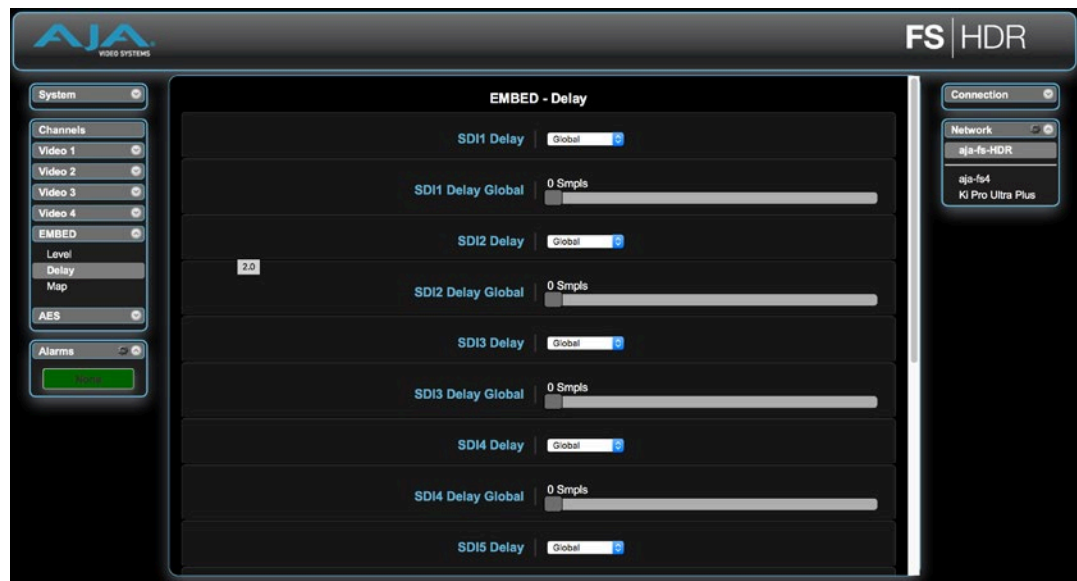 AJA
VIDEO SYSTEMS
FS HDR
System
Channels
Video 1
Video 2
Video 3
Video 4
EMBED
Level
Delay
Map
AES
Alarms
None
EMBED - Delay
SDI1 Delay Global
SDI1 Delay Global 0 Smpls
SDI2 Delay Global
2.0
SDI2 Delay Global 0 Smpls
SDI3 Delay Global
SDI3 Delay Global 0 Smpls
SDI4 Delay Global
SDI4 Delay Global 0 Smpls
SDI5 Delay Global
Connection
Network
aja-fs-HDR
aja-fs4
Ki Pro Ultra Plus